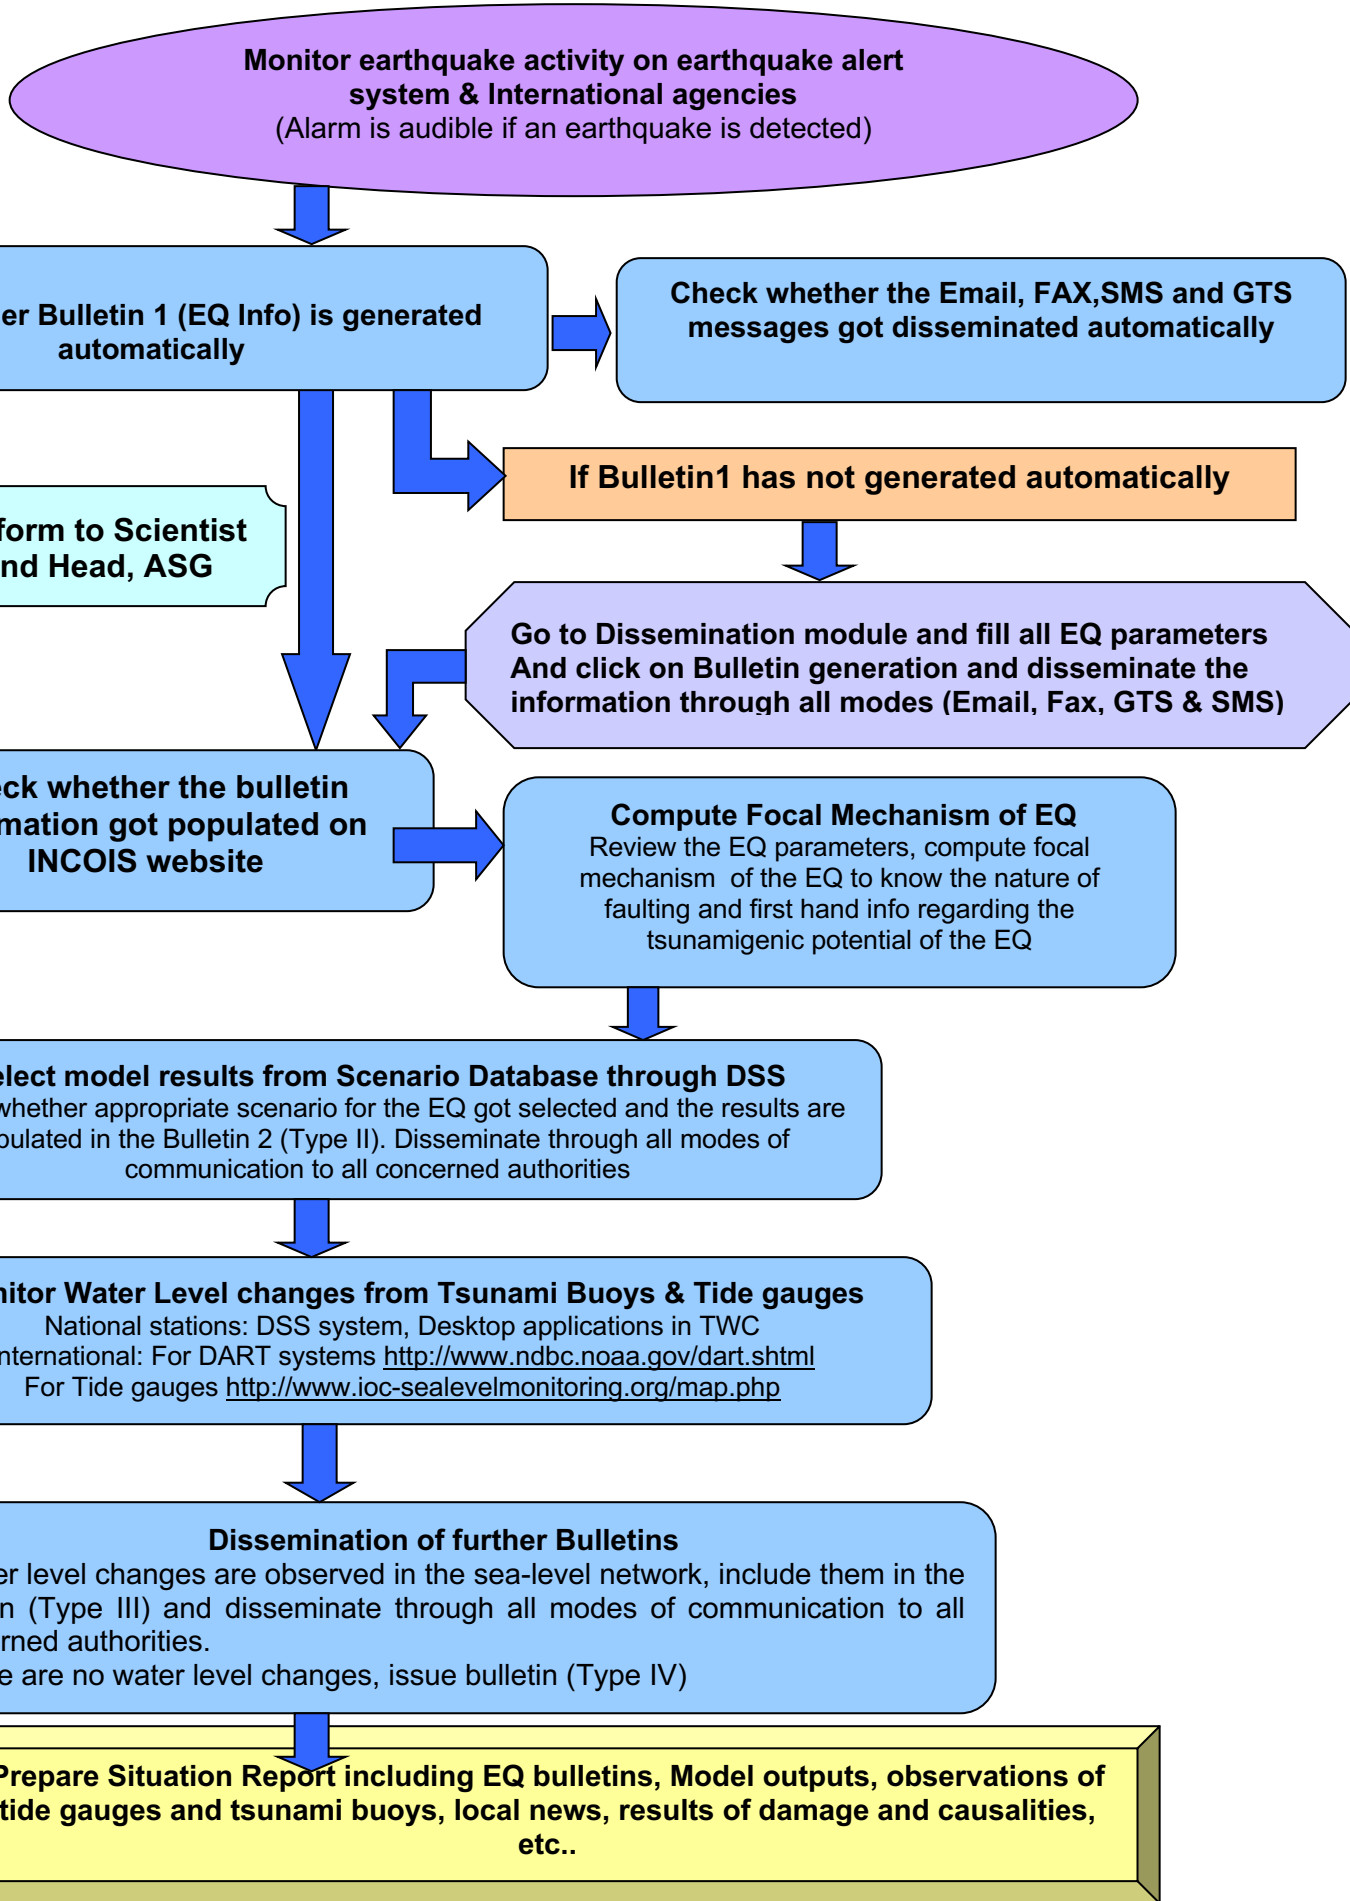 Monitor earthquake activity on earthquake alert
system & International agencies
(Alarm is audible if an earthquake is detected)
er Bulletin 1 (EQ Info) is generated
automatically
Check whether the Email, FAX,SMS and GTS
messages got disseminated automatically
If Bulletin1 has not generated automatically
form to Scientist
nd Head, ASG
Go to Dissemination module and fill all EQ parameters
And click on Bulletin generation and disseminate the
information through all modes (Email, Fax, GTS & SMS)
ck whether the bulletin
mation got populated on
INCOIS website
Compute Focal Mechanism of EQ
Review the EQ parameters, compute focal
mechanism of the EQ to know the nature of
faulting and first hand info regarding the
tsunamigenic potential of the EQ
elect model results from Scenario Database through DSS
whether appropriate scenario for the EQ got selected and the results are
pulated in the Bulletin 2 (Type II). Disseminate through all modes of
communication to all concerned authorities
nitor Water Level changes from Tsunami Buoys & Tide gauges
National stations: DSS system, Desktop applications in TWC
nternational: For DART systems http://www.ndbc.noaa.gov/dart.shtml
For Tide gauges http://www.ioc-sealevelmonitoring.org/map.php
Dissemination of further Bulletins
er level changes are observed in the sea-level network, include them in the
n (Type III) and disseminate through all modes of communication to all
rned authorities.
e are no water level changes, issue bulletin (Type IV)
Prepare Situation Report including EQ bulletins, Model outputs, observations of
tide gauges and tsunami buoys, local news, results of damage and causalities,
etc..